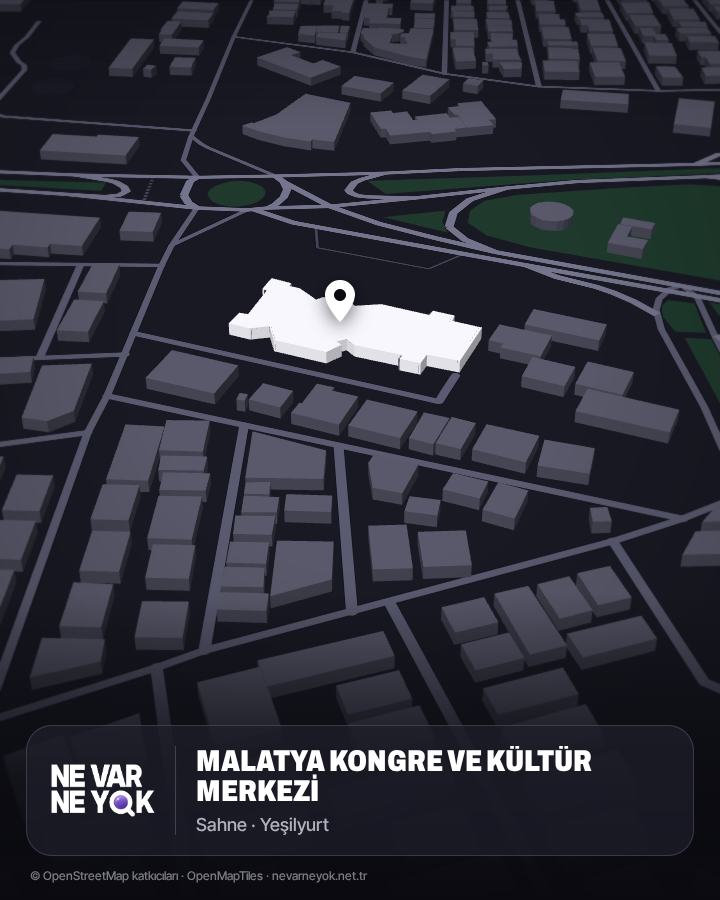 NE VAR
NE YOK
MALATYA KONGRE VE KÜLTÜR
MERKEZİ
Sahne · Yeşilyurt
© OpenStreetMap katkıcıları · OpenMapTiles · nevarneyok.net.tr